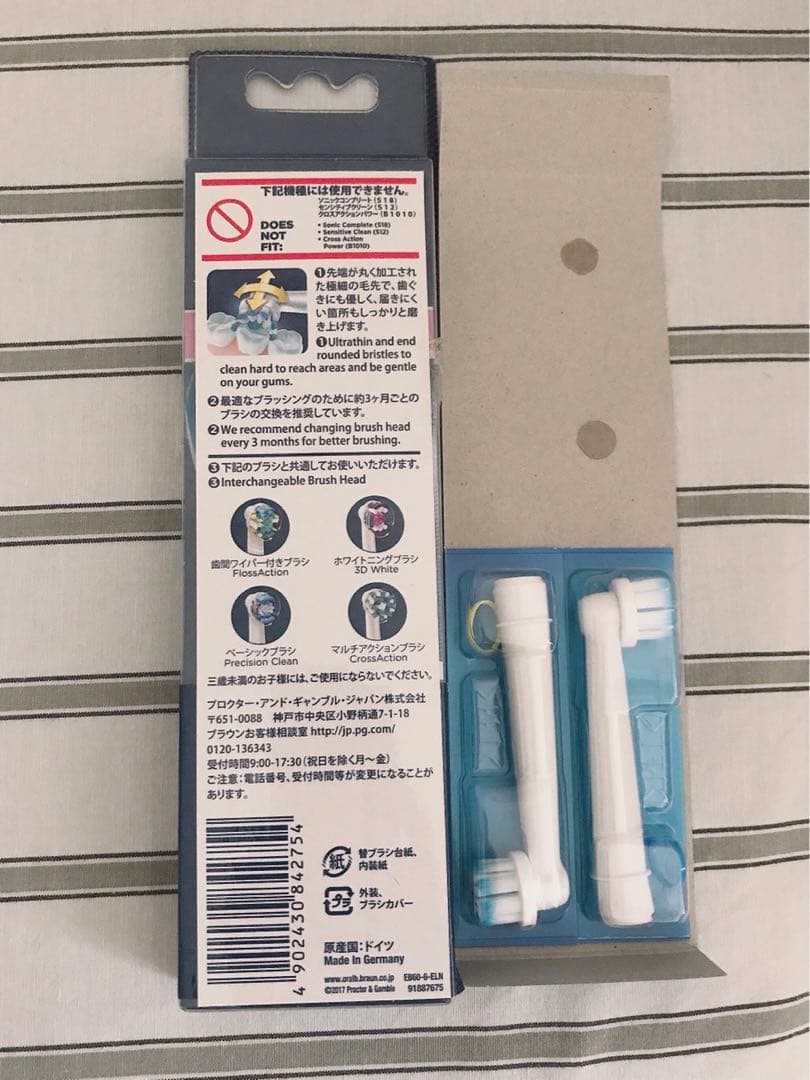 下記機種には使用できません。
ソニックコンプリート(S18)
センシティブクリーン(S12)
クロスアクションパワー(B1010)
DOES
NOT
FIT:
• Sonic Complete (S18)
• Sensitive Clean (S12)
• Cross Action
Power (B1010)
❶先端が丸く加工され
た極細の毛先で、歯ぐ
きにも優しく、届きにく
い箇所もしっかりと磨
き上げます。
❶Ultrathin and end
rounded bristles to
clean hard to reach areas and be gentle
on your gums.
❷最適なブラッシングのために約3ヶ月ごとの
ブラシの交換を推奨しています。
❷We recommend changing brush head
every 3 months for better brushing.
❸下記のブラシと共通してお使いいただけます。
❸Interchangeable Brush Head
歯間ワイパー付きブラシ
FlossAction
ホワイトニングブラシ
3D White
ベーシックブラシ
Precision Clean
マルチアクションブラシ
CrossAction
三歳未満のお子様には、ご使用にならないでください。
プロクター・アンド・ギャンブル・ジャパン株式会社
〒651-0088 神戸市中央区小野柄通7-1-18
ブラウンお客様相談室 http://jp.pg.com/
0120-136343
受付時間9:00-17:30(祝日を除く月～金)
ご注意:電話番号、受付時間等が変更になることが
あります。
4 902430 842754
紙
替ブラシ台紙、
内装紙
プラ
外装、
ブラシカバー
原産国:ドイツ
Made In Germany
www.oralb.braun.co.jp EB60-6-ELN
©2017 Procter & Gamble 91887675